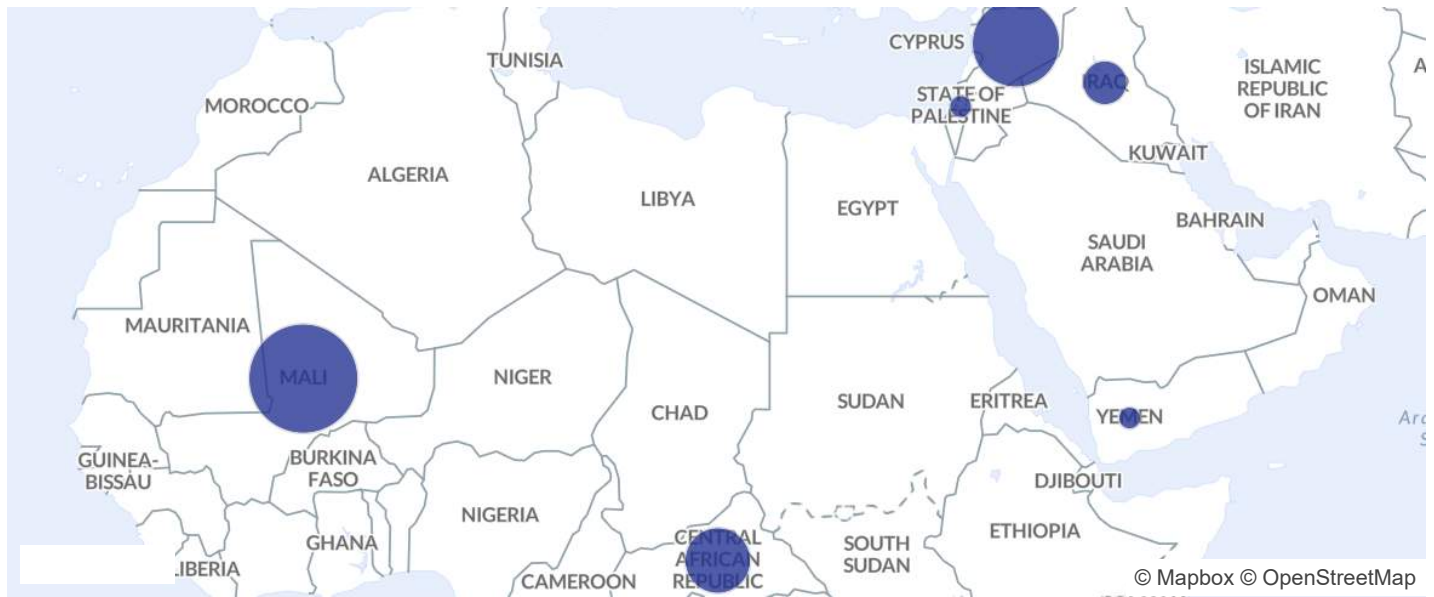 CYPRUS
TUNISIA
IRAQ
ISLAMIC
REPUBLIC
OF IRAN
A
STATE OF
PALESTINE
MOROCCO
KUWAIT
ALGERIA
LIBYA
EGYPT
BAHRAIN
SAUDI
ARABIA
OMAN
MAURITANIA
MALI
NIGER
CHAD
SUDAN
ERITREA
YEMEN
GUINEA-
BISSAU
BURKINA
FASO
DJIBOUTI
NIGERIA
ETHIOPIA
GHANA
CENTRAL
AFRICAN
REPUBLIC
SOUTH
SUDAN
LIBERIA
CAMEROON
© Mapbox © OpenStreetMap